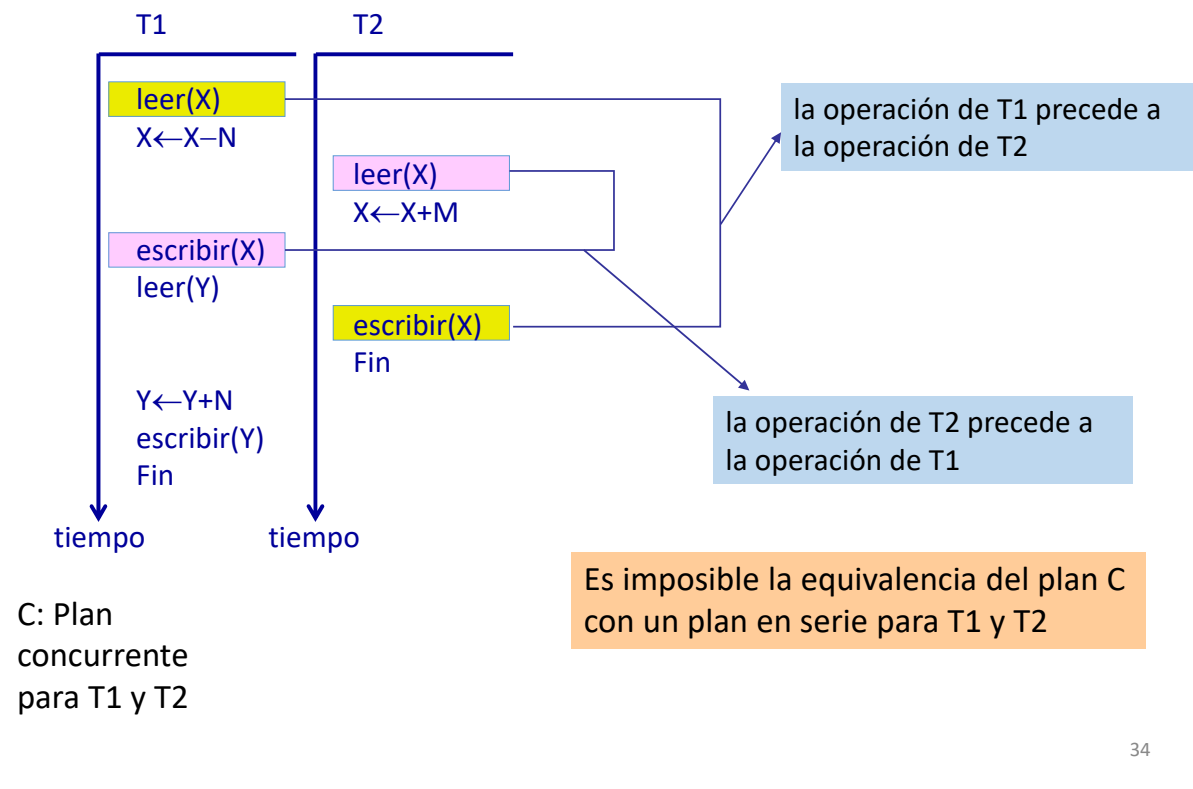 T1
T2
leer(X)
X←X−N
leer(X)
X←X+M
escribir(X)
leer(Y)
escribir(X)
Fin
Y←Y+N
escribir(Y)
Fin
tiempo
tiempo
la operación de T1 precede a
la operación de T2
la operación de T2 precede a
la operación de T1
Es imposible la equivalencia del plan C
con un plan en serie para T1 y T2
C: Plan
concurrente
para T1 y T2
34